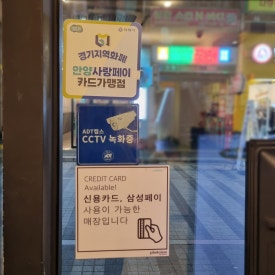 경기지역화폐
안양사랑페이
카드가맹점
ADT캡스
CCTV 녹화중
ADT
CREDIT CARD
Available!
신용카드, 삼성페이
사용이 가능한
매장입니다